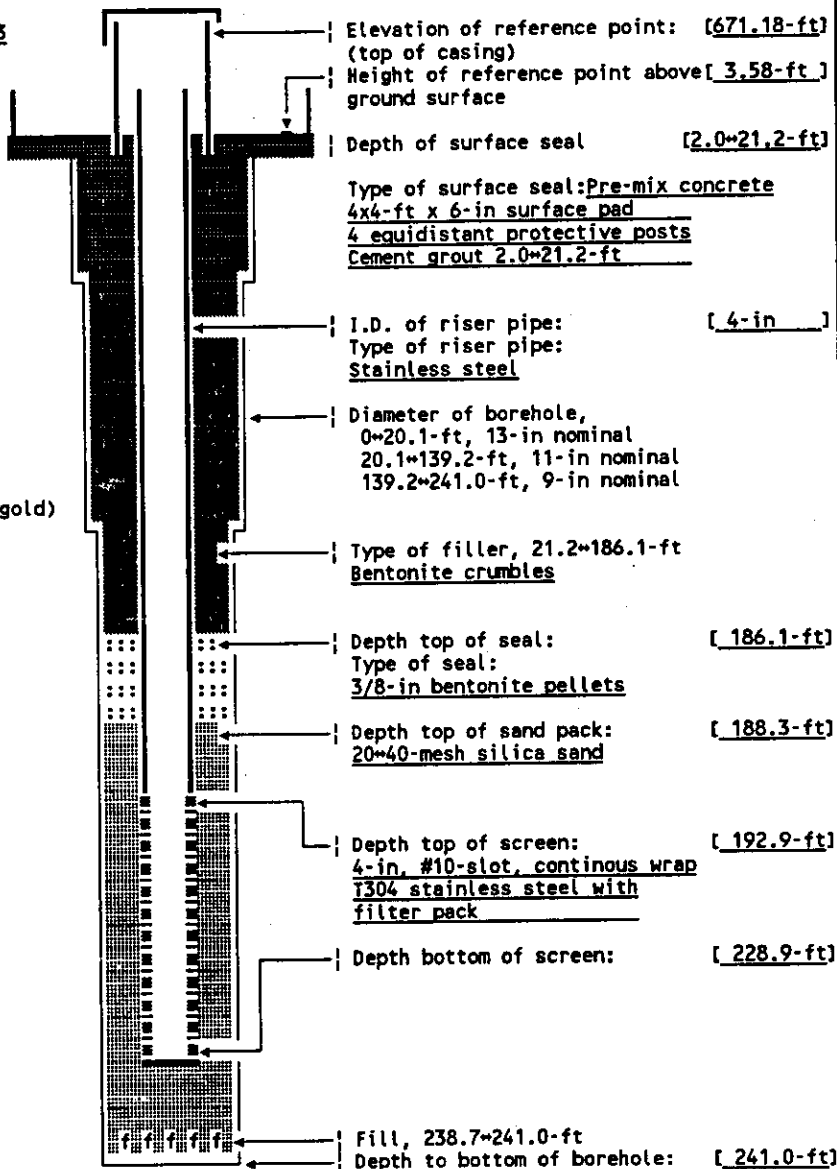 3
Elevation of reference point: [671.18-ft]
(top of casing)
Height of reference point above[ 3.58-ft ]
ground surface
Depth of surface seal [2.0↔21.2-ft]
Type of surface seal:Pre-mix concrete
4x4-ft x 6-in surface pad
4 equidistant protective posts
Cement grout 2.0↔21.2-ft
I.D. of riser pipe: [ 4-in ]
Type of riser pipe:
Stainless steel
Diameter of borehole,
0↔20.1-ft, 13-in nominal
20.1↔139.2-ft, 11-in nominal
139.2↔241.0-ft, 9-in nominal
gold)
Type of filler, 21.2↔186.1-ft
Bentonite crumbles
Depth top of seal: [ 186.1-ft]
Type of seal:
3/8-in bentonite pellets
Depth top of sand pack: [ 188.3-ft]
20↔40-mesh silica sand
Depth top of screen: [ 192.9-ft]
4-in, #10-slot, continous wrap
T304 stainless steel with
filter pack
Depth bottom of screen: [ 228.9-ft]
f f f f f
Fill, 238.7↔241.0-ft
Depth to bottom of borehole: [ 241.0-ft]